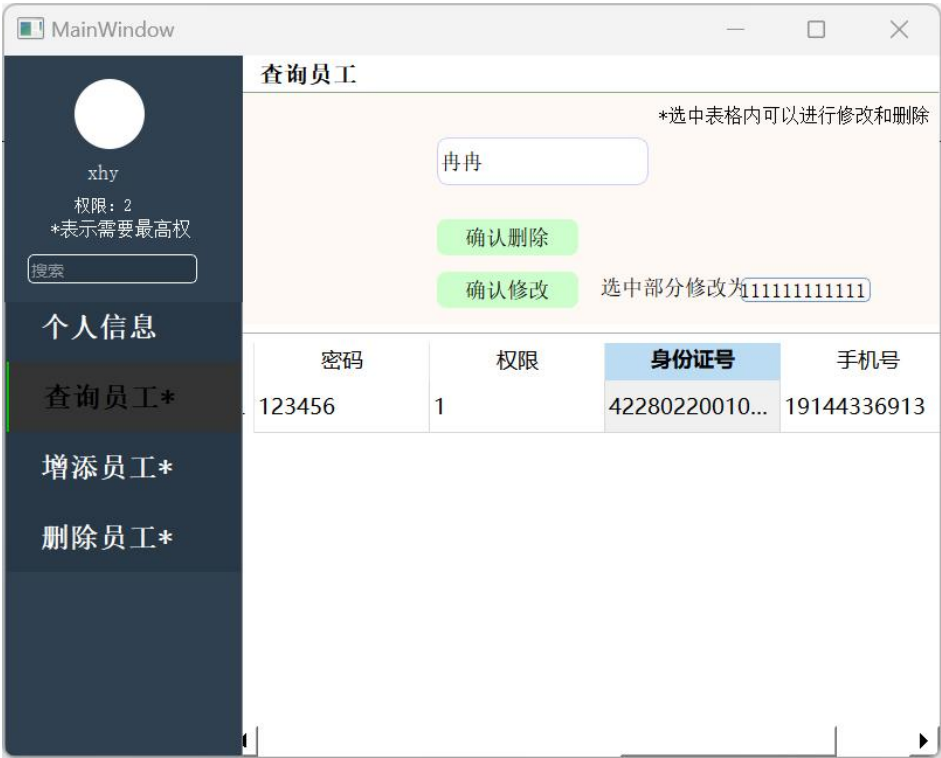 MainWindow
xhy
权限：2
*表示需要最高权
搜索
个人信息
查询员工*
增添员工*
删除员工*
查询员工
*选中表格内可以进行修改和删除
冉冉
确认删除
确认修改
选中部分修改为
111111111111
密码 权限 身份证号 手机号
123456 1 42280220010... 19144336913